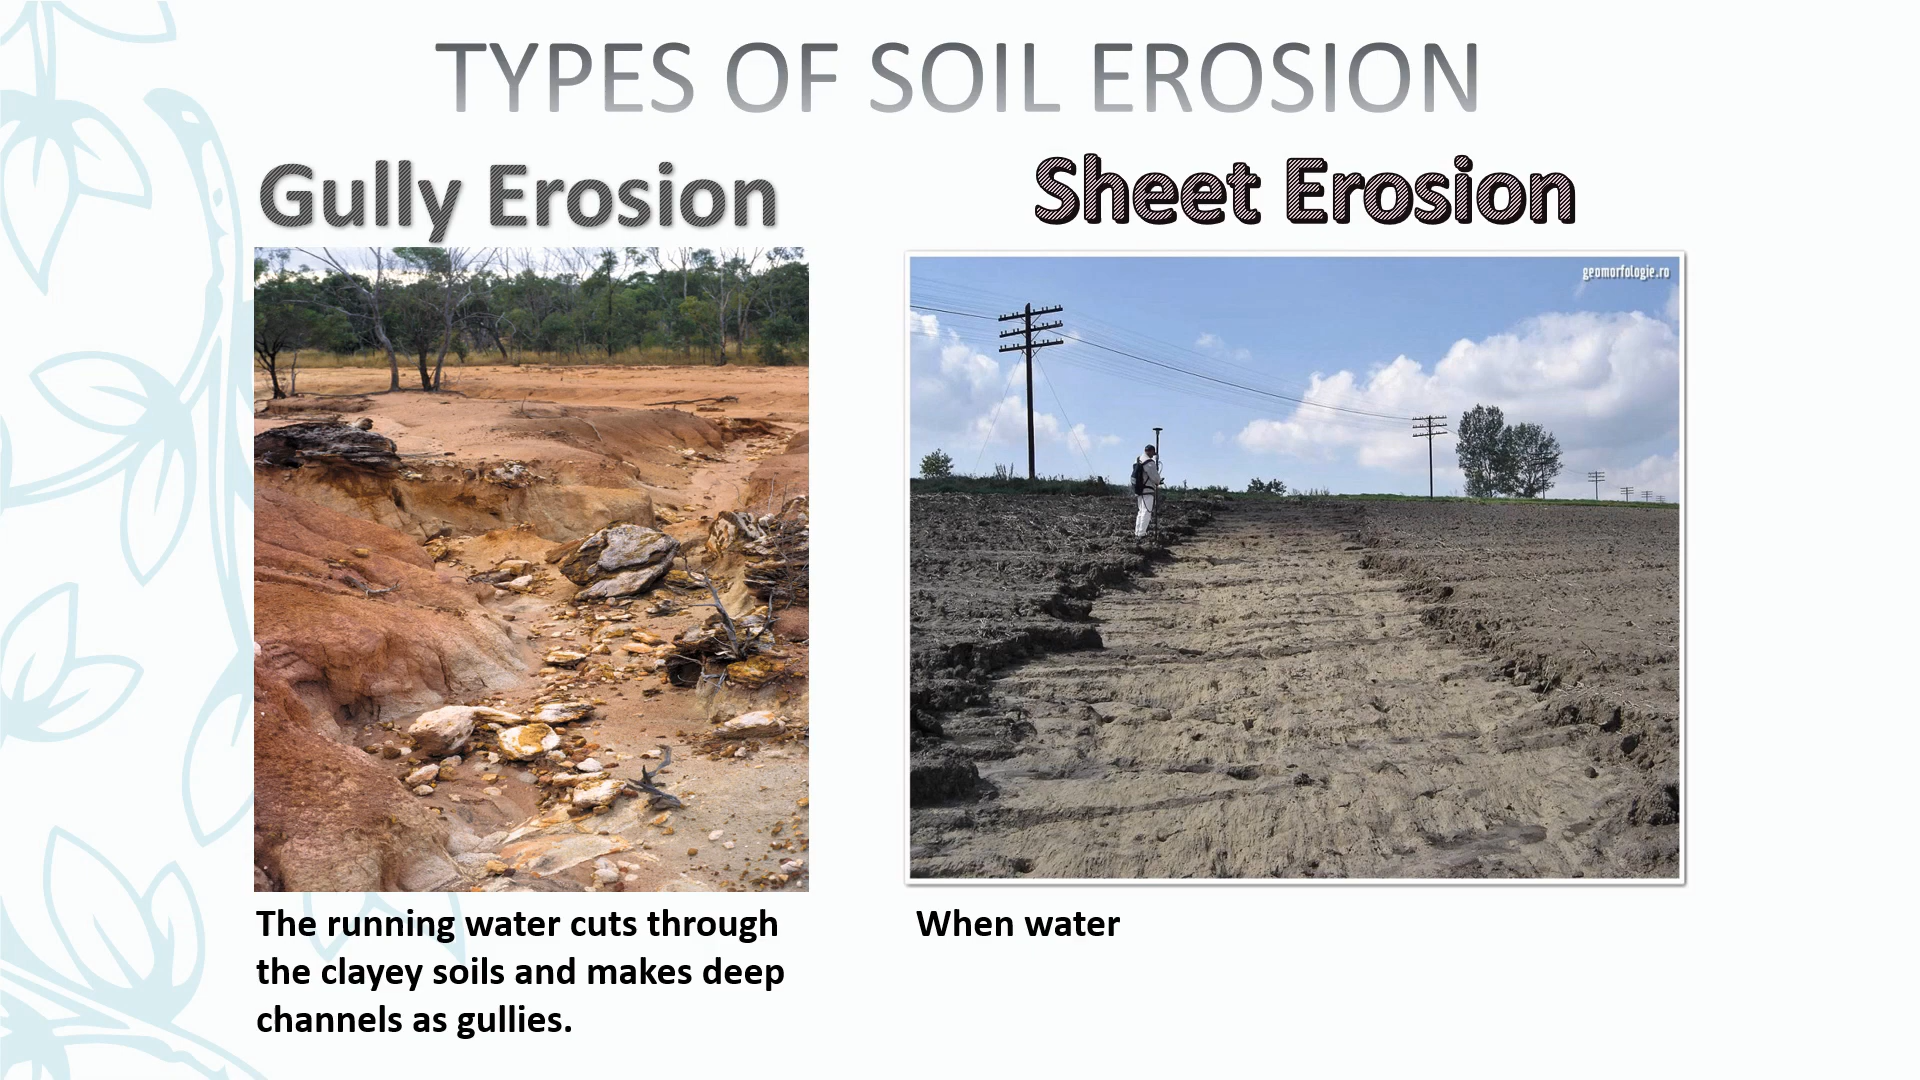 TYPES OF SOIL EROSION
Gully Erosion
Sheet Erosion
geomorfologie.ro
The running water cuts through
the clayey soils and makes deep
channels as gullies.
When water